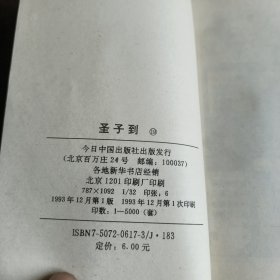 圣子到 ⑲
今日中国出版社出版发行
(北京百万庄24号 邮编：100037)
各地新华书店经销
北京1201印刷厂印刷
787×1092 1/32 印张：6
1993年12月第1版 1993年12月第1次印刷
印数：1—5000(套)
ISBN7-5072-0617-3/J·183
定价：6.00元